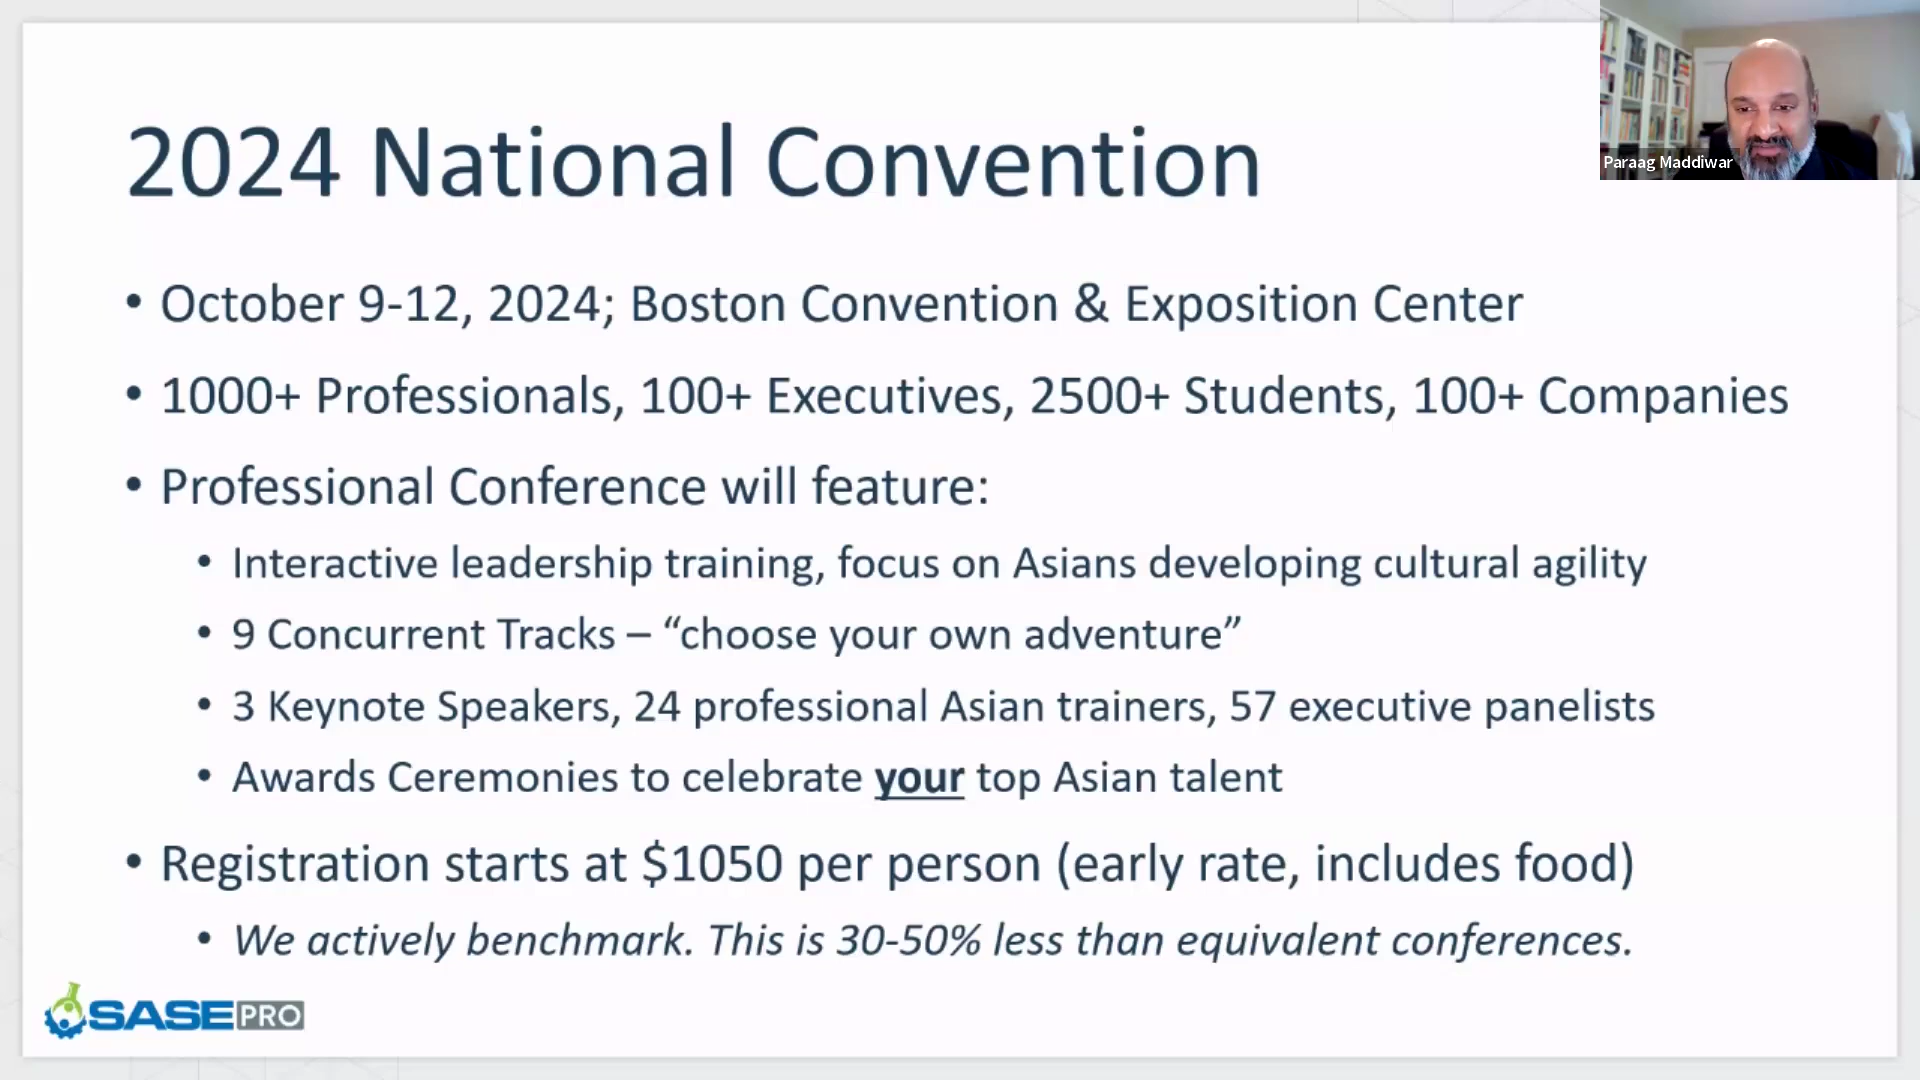 2024 National Convention
Paraag Maddiwar
• October 9-12, 2024; Boston Convention & Exposition Center
• 1000+ Professionals, 100+ Executives, 2500+ Students, 100+ Companies
• Professional Conference will feature:
• Interactive leadership training, focus on Asians developing cultural agility
• 9 Concurrent Tracks – “choose your own adventure”
• 3 Keynote Speakers, 24 professional Asian trainers, 57 executive panelists
• Awards Ceremonies to celebrate your top Asian talent
• Registration starts at $1050 per person (early rate, includes food)
• We actively benchmark. This is 30-50% less than equivalent conferences.
SASE PRO